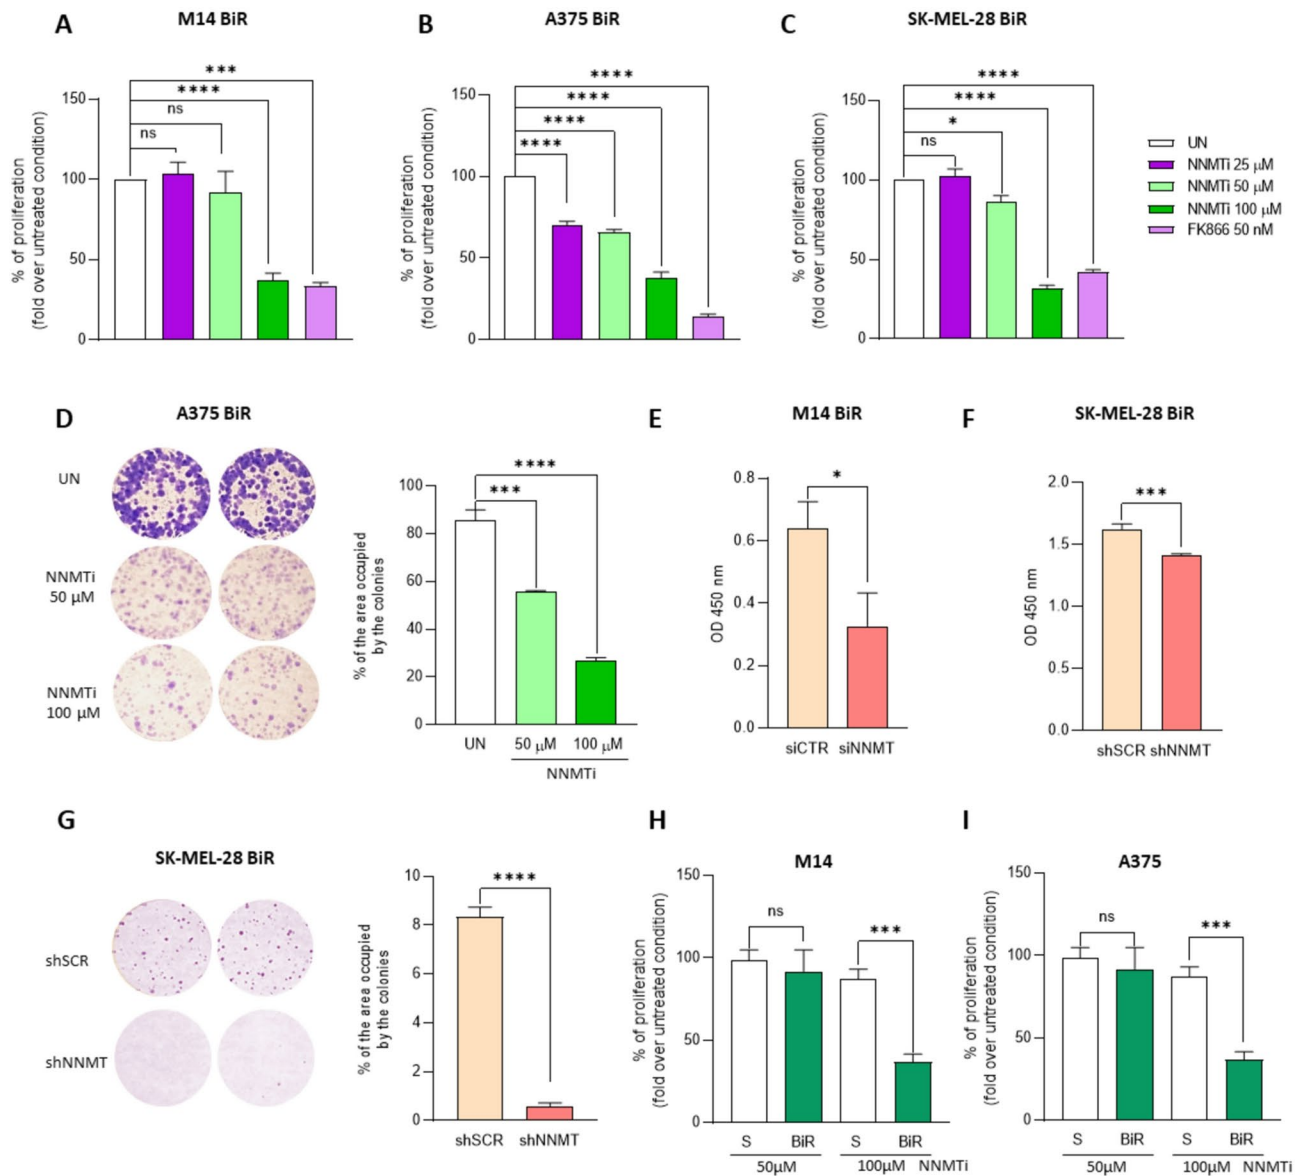 A
M14 BiR
% of proliferation
(fold over untreated condition)
150
100
50
0
ns
ns
****
***
B
A375 BiR
% of proliferation
(fold over untreated condition)
150
100
50
0
****
****
****
****
C
SK-MEL-28 BiR
% of proliferation
(fold over untreated condition)
150
100
50
0
ns
*
****
****
UN
NNMTi 25 µM
NNMTi 50 µM
NNMTi 100 µM
FK866 50 nM
D
A375 BiR
UN
NNMTi
50 µM
NNMTi
100 µM
% of the area occupied
by the colonies
100
80
60
40
20
0
****
***
UN 50 µM 100 µM
NNMTi
E
M14 BiR
OD 450 nm
0.8
0.6
0.4
0.2
0.0
*
siCTR siNNMT
F
SK-MEL-28 BiR
OD 450 nm
2.0
1.5
1.0
0.5
0.0
***
shSCR shNNMT
G
SK-MEL-28 BiR
shSCR
shNNMT
% of the area occupied
by the colonies
10
8
6
4
2
0
****
shSCR shNNMT
H
M14
% of proliferation
(fold over untreated condition)
150
100
50
0
ns
***
S BiR S BiR
50µM 100µM NNMTi
I
A375
% of proliferation
(fold over untreated condition)
150
100
50
0
ns
***
S BiR S BiR
50µM 100µM NNMTi